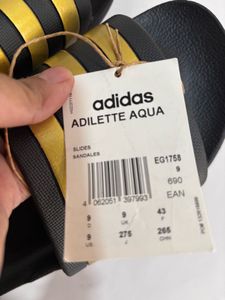 adidas
ADILETTE AQUA
SLIDES
SANDALES
EG1758
9
690
EAN
4 062051 397993
9 9 43
D UK F
9 275 265
US J CHN